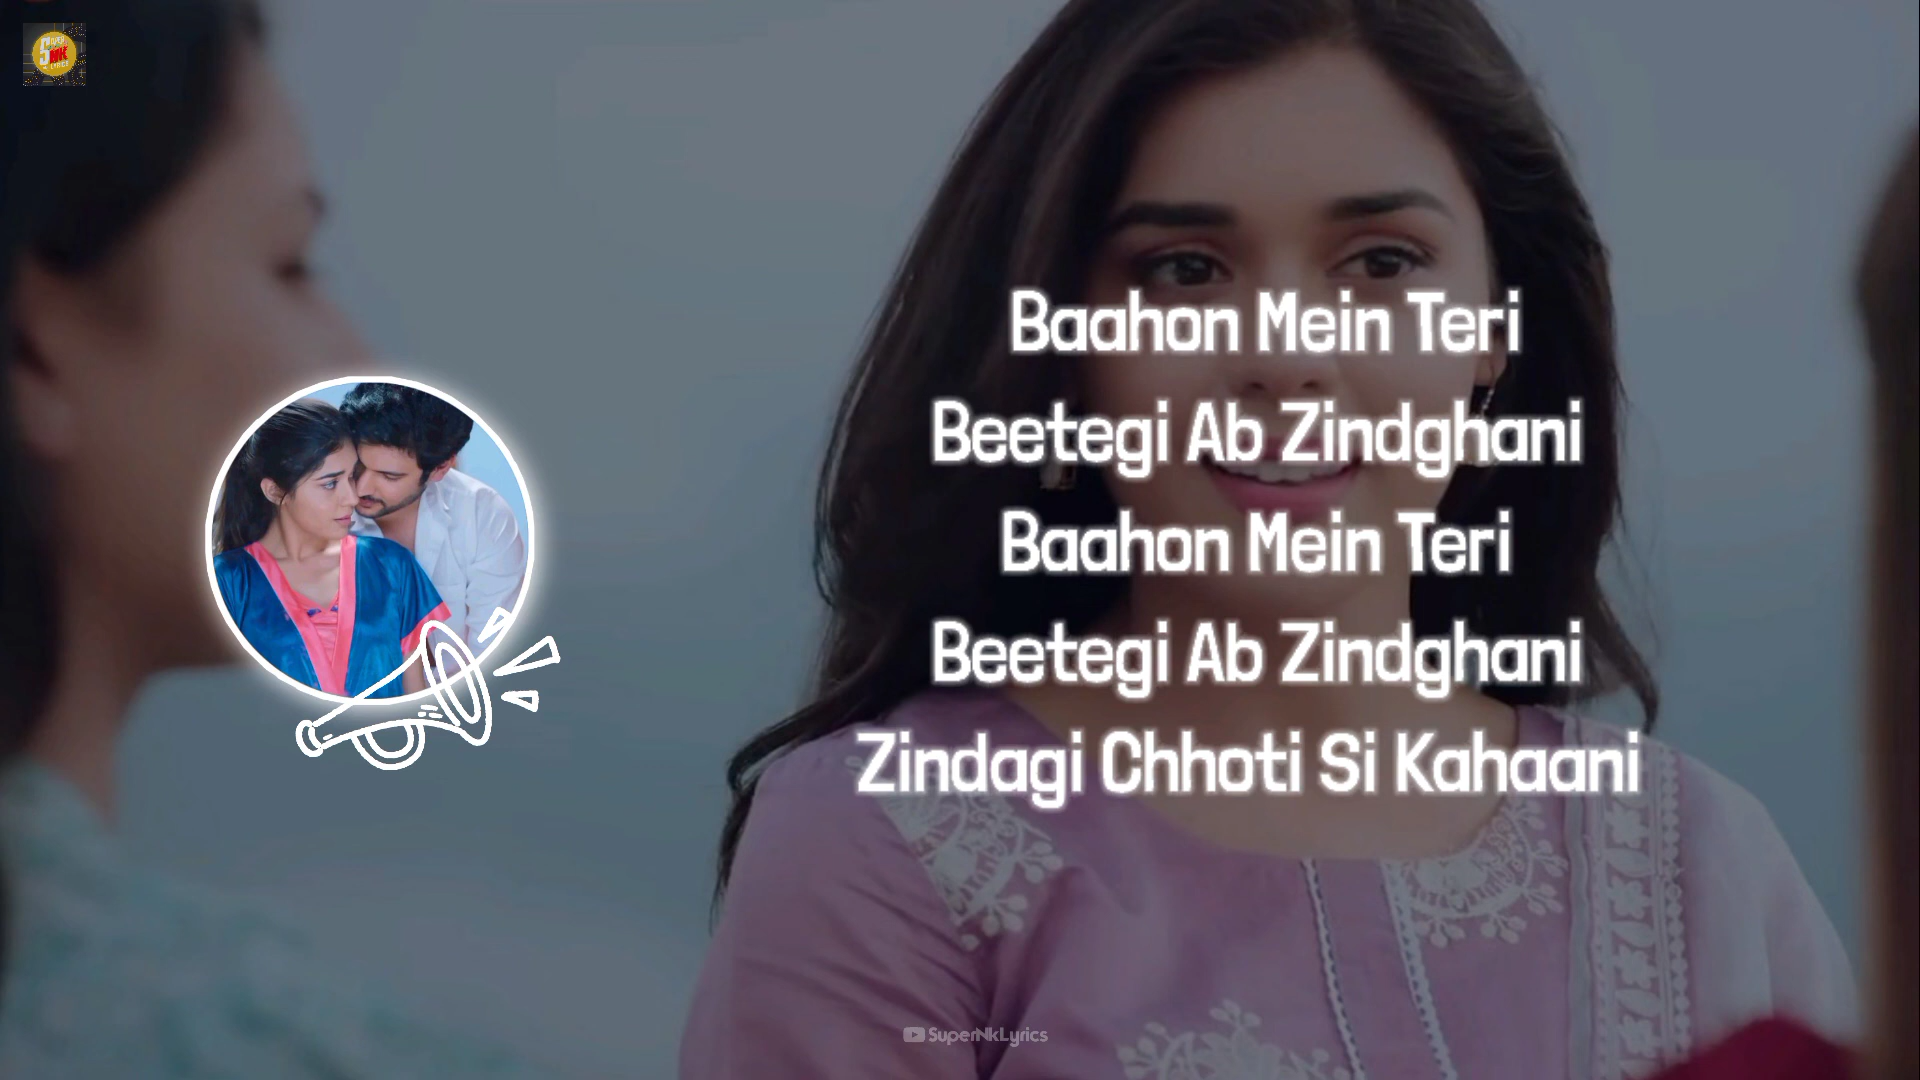 Baahon Mein Teri
Beetegi Ab Zindghani
Baahon Mein Teri
Beetegi Ab Zindghani
Zindagi Chhoti Si Kahaani
SuperNkLyrics